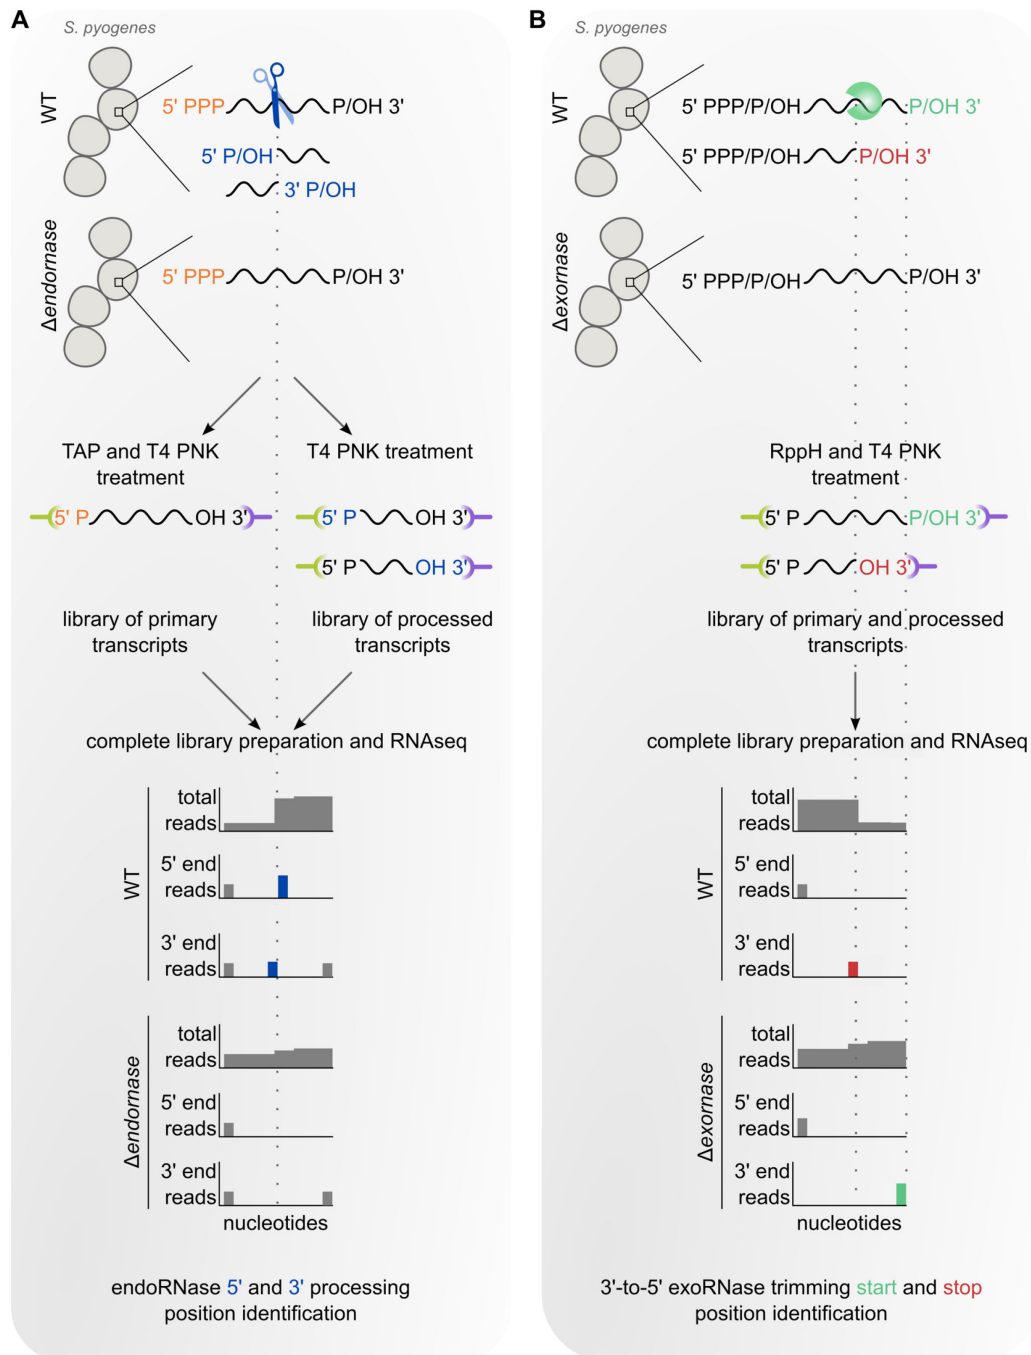 A
S. pyogenes
WT
5' PPP
P/OH 3'
5' P/OH
3' P/OH
Δendornase
5' PPP
P/OH 3'
TAP and T4 PNK
treatment
T4 PNK treatment
5' P
OH 3'
5' P
OH 3'
5' P
OH 3'
library of primary
transcripts
library of processed
transcripts
complete library preparation and RNAseq
WT
total
reads
5' end
reads
3' end
reads
Δendornase
total
reads
5' end
reads
3' end
reads
nucleotides
endoRNase 5' and 3' processing
position identification
B
S. pyogenes
WT
5' PPP/P/OH
P/OH 3'
5' PPP/P/OH
P/OH 3'
Δexornase
5' PPP/P/OH
P/OH 3'
RppH and T4 PNK
treatment
5' P
P/OH 3'
5' P
OH 3'
library of primary and processed
transcripts
complete library preparation and RNAseq
WT
total
reads
5' end
reads
3' end
reads
Δexornase
total
reads
5' end
reads
3' end
reads
nucleotides
3'-to-5' exoRNase trimming start and stop
position identification